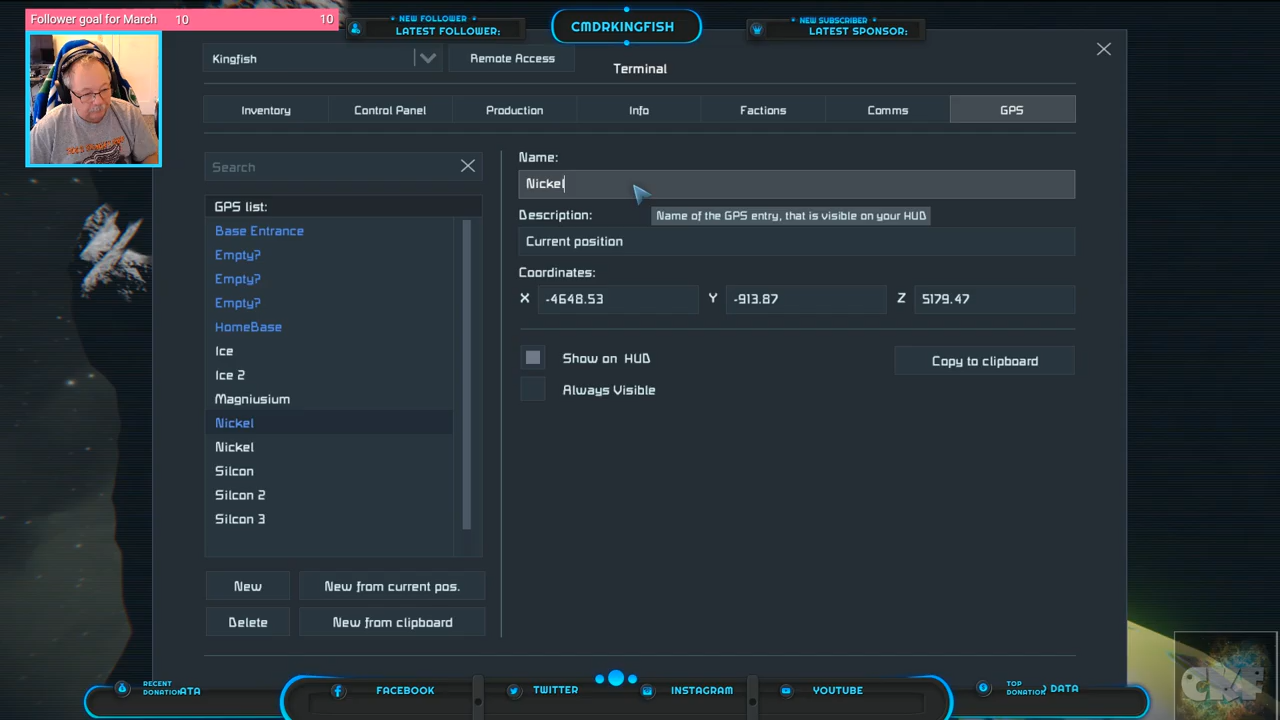 Follower goal for March 10 10
NEW FOLLOWER
LATEST FOLLOWER:
CMDRKINGFISH
NEW SUBSCRIBER
LATEST SPONSOR:
Kingfish
Remote Access
Terminal
Inventory
Control Panel
Production
Info
Factions
Comms
GPS
Search
GPS list:
Base Entrance
Empty?
Empty?
Empty?
HomeBase
Ice
Ice 2
Magniusium
Nickel
Nickel
Silcon
Silcon 2
Silcon 3
New
New from current pos.
Delete
New from clipboard
Name:
Nickel
Name of the GPS entry, that is visible on your HUD
Description:
Current position
Coordinates:
X -4648.53 Y -913.87 Z 5179.47
Show on HUD
Copy to clipboard
Always Visible
RECENT
DONATION
ATA
FACEBOOK
TWITTER
INSTAGRAM
YOUTUBE
TOP
DONATION
DATA